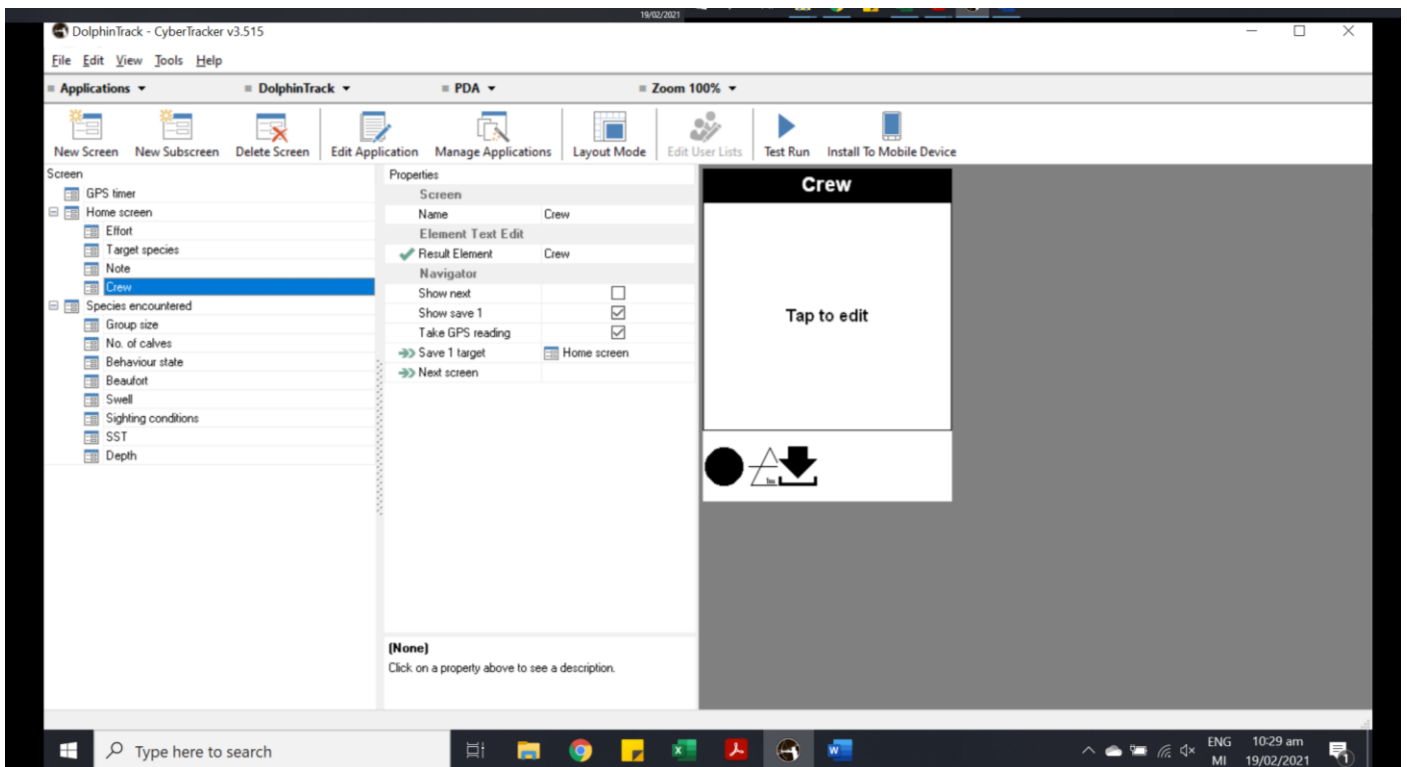 19/02/2021
DolphinTrack - CyberTracker v3.515
File Edit View Tools Help
Applications DolphinTrack PDA Zoom 100%
New Screen New Subscreen Delete Screen Edit Application Manage Applications Layout Mode Edit User Lists Test Run Install To Mobile Device
Screen
GPS timer
Home screen
Effort
Target species
Note
Crew
Species encountered
Group size
No. of calves
Behaviour state
Beaufort
Swell
Sighting conditions
SST
Depth
Properties
Screen
Name Crew
Element Text Edit
Result Element Crew
Navigator
Show next
Show save 1
Take GPS reading
Save 1 target Home screen
Next screen
(None)
Click on a property above to see a description.
Crew
Tap to edit
Type here to search
ENG 10:29 am
MI 19/02/2021
1